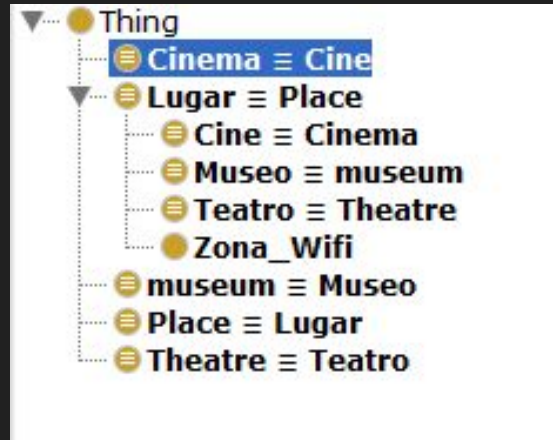 Thing
Cinema ≡ Cine
Lugar ≡ Place
Cine ≡ Cinema
Museo ≡ museum
Teatro ≡ Theatre
Zona_Wifi
museum ≡ Museo
Place ≡ Lugar
Theatre ≡ Teatro